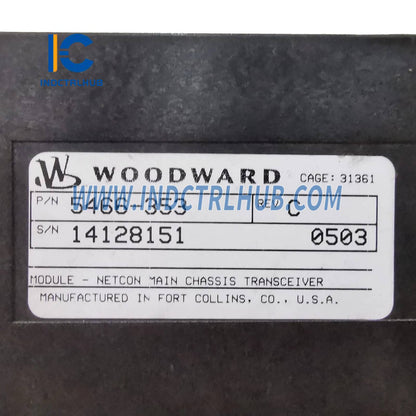 INDCTRLHUB
WOODWARD CAGE: 31361
WWW.INDCTRLHUB.COM
P/N 5466-353 REV C
S/N 14128151 0503
MODULE - NETCON MAIN CHASSIS TRANSCEIVER
MANUFACTURED IN FORT COLLINS, CO., U.S.A.